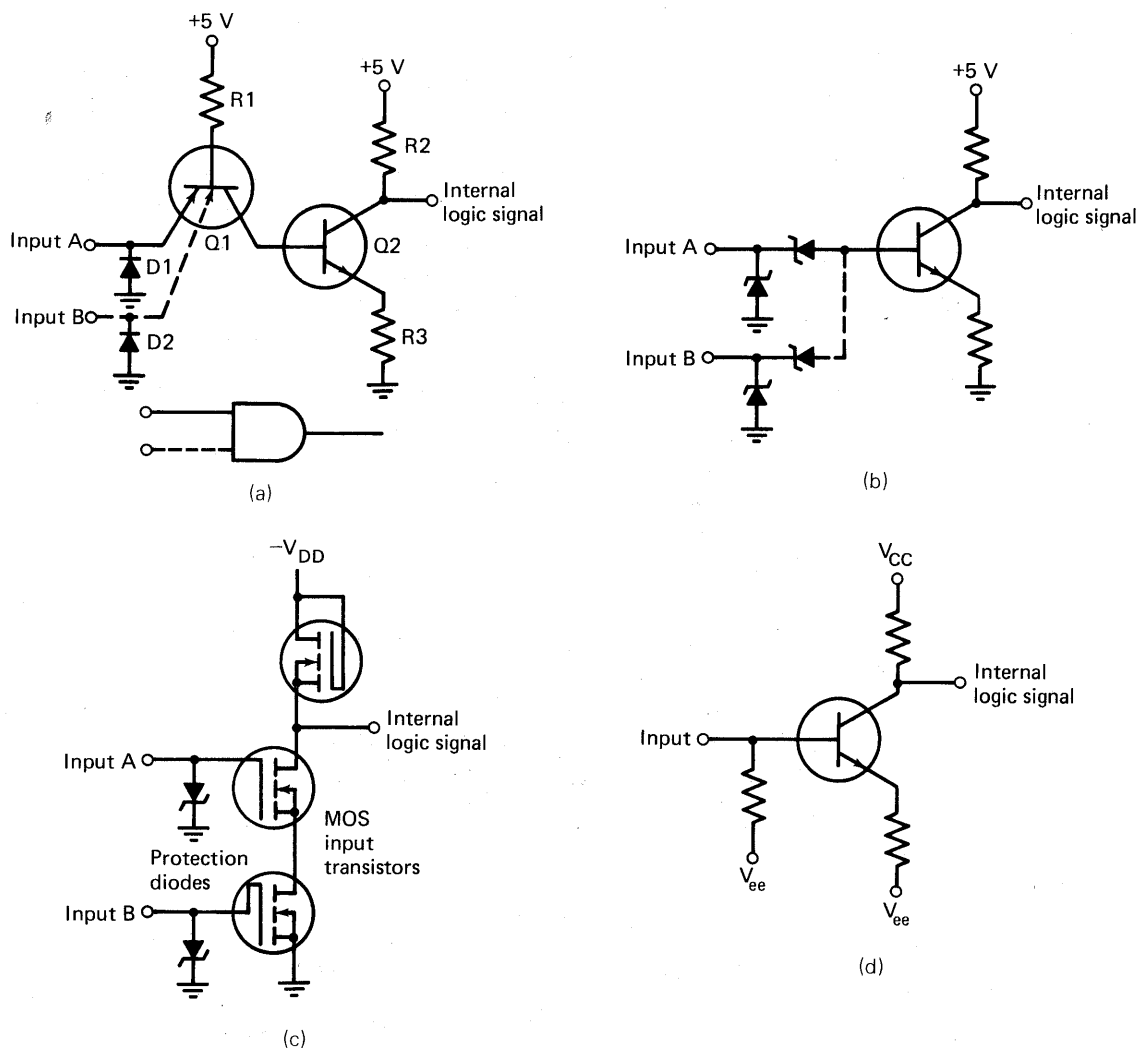 +5 V
R1
+5 V
R2
Internal
logic signal
Q1
Q2
Input A
D1
Input B
D2
R3
(a)
+5 V
Internal
logic signal
Input A
Input B
(b)
−V_DD
Internal
logic signal
Input A
MOS
input
transistors
Protection
diodes
Input B
(c)
V_CC
Internal
logic signal
Input
V_ee
V_ee
(d)